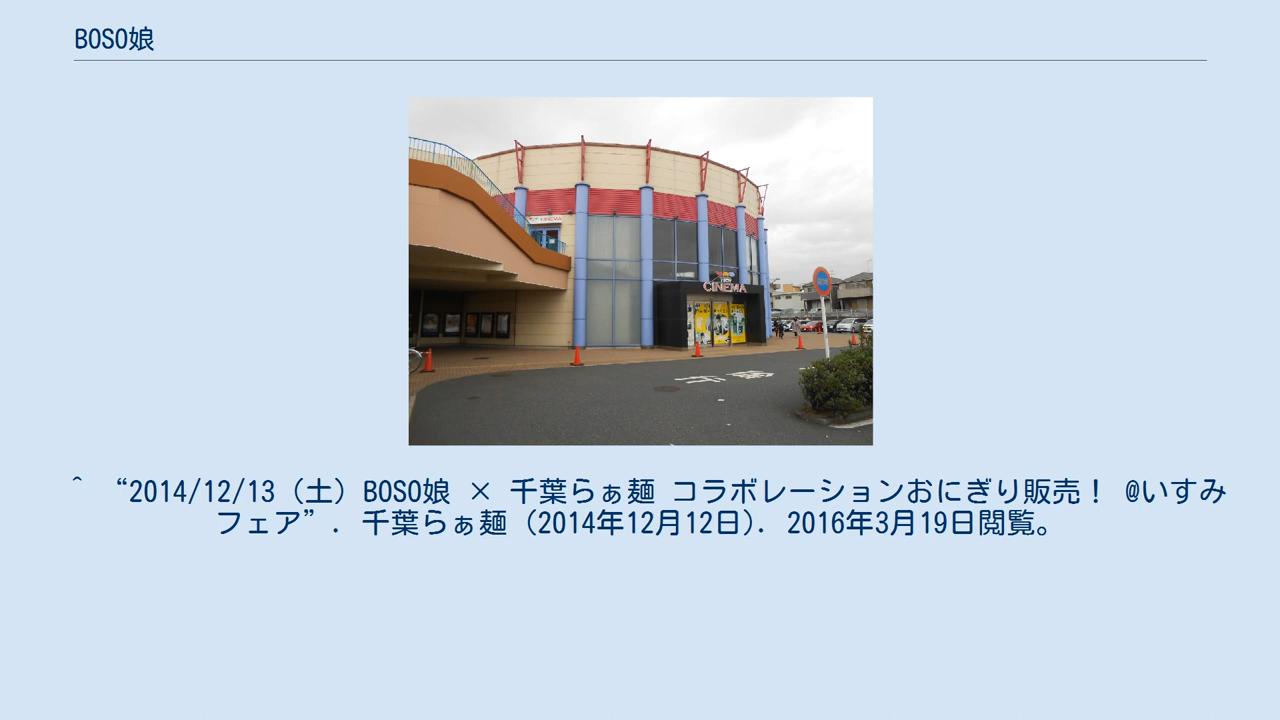 BOSO娘
CINEMA
CINEMA
^ “2014/12/13（土）BOSO娘 × 千葉らぁ麺 コラボレーションおにぎり販売！ @いすみ
フェア”. 千葉らぁ麺 (2014年12月12日). 2016年3月19日閲覧。